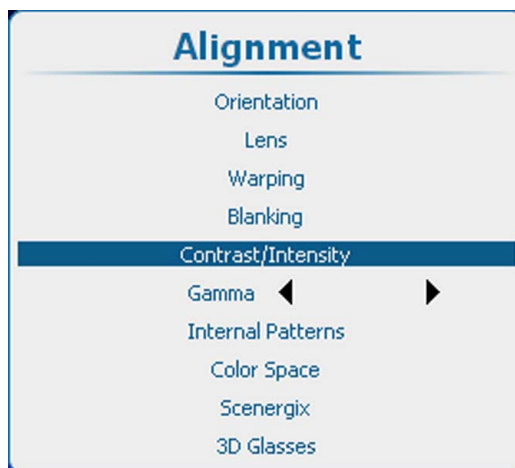 Alignment
Orientation
Lens
Warping
Blanking
Contrast/Intensity
Gamma
Internal Patterns
Color Space
Scenergix
3D Glasses